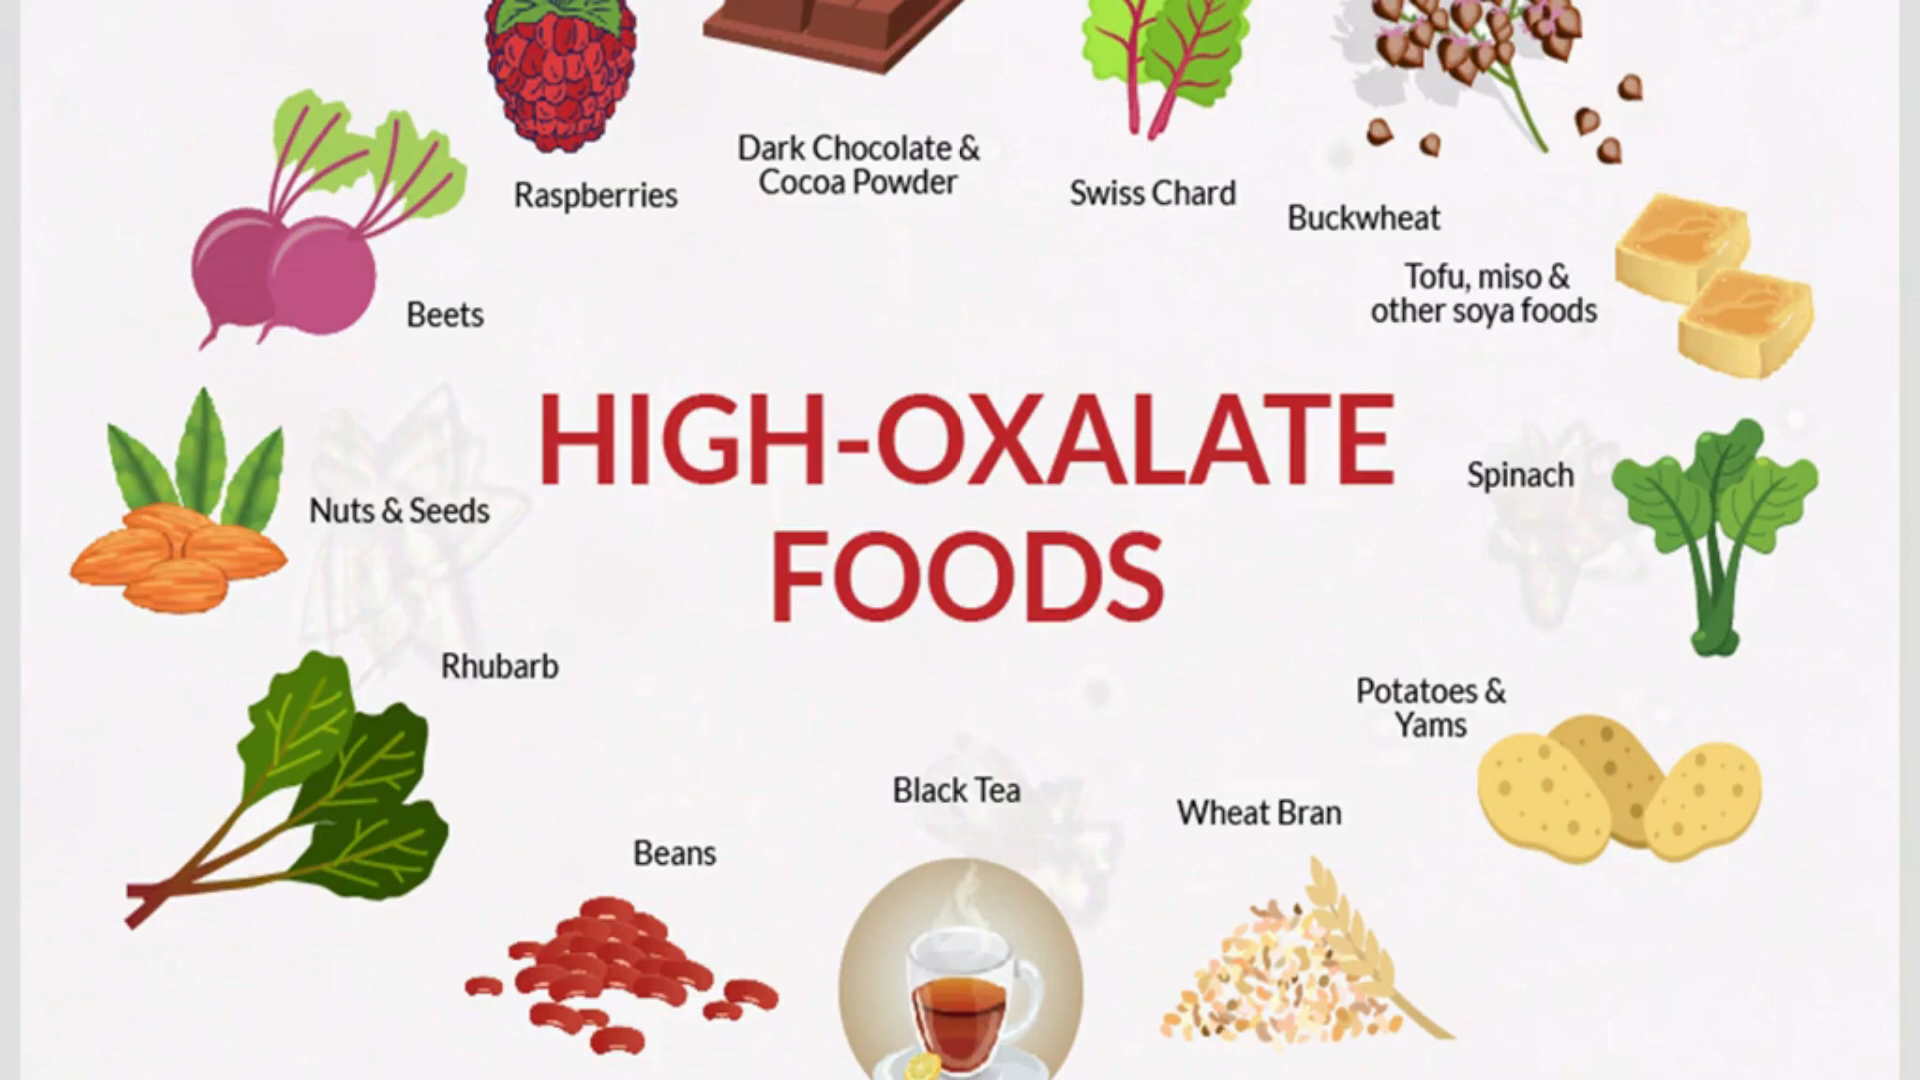 Dark Chocolate &
Cocoa Powder
Raspberries
Swiss Chard
Buckwheat
Tofu, miso &
other soya foods
Beets
HIGH-OXALATE
FOODS
Spinach
Nuts & Seeds
Rhubarb
Potatoes &
Yams
Black Tea
Wheat Bran
Beans